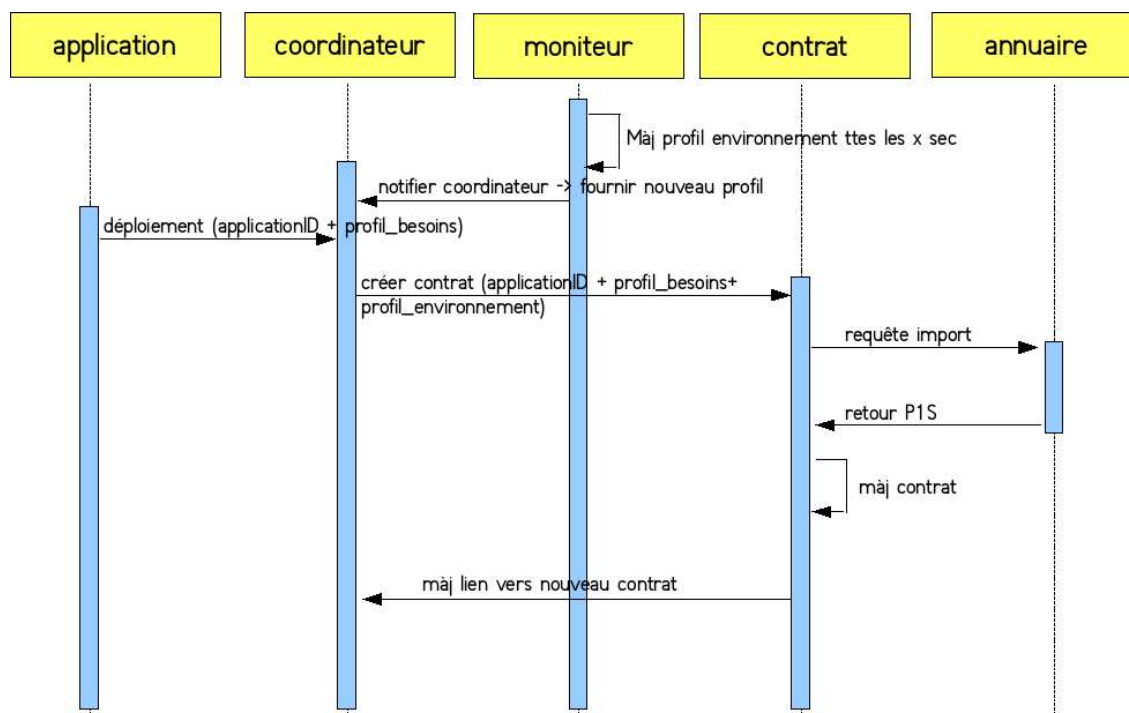 application
coordinateur
moniteur
contrat
annuaire
Màj profil environnement ttes les x sec
notifier coordinateur -> fournir nouveau profil
déploiement (applicationID + profil_besoins)
créer contrat (applicationID + profil_besoins+
profil_environnement)
requête import
retour P1S
màj contrat
màj lien vers nouveau contrat